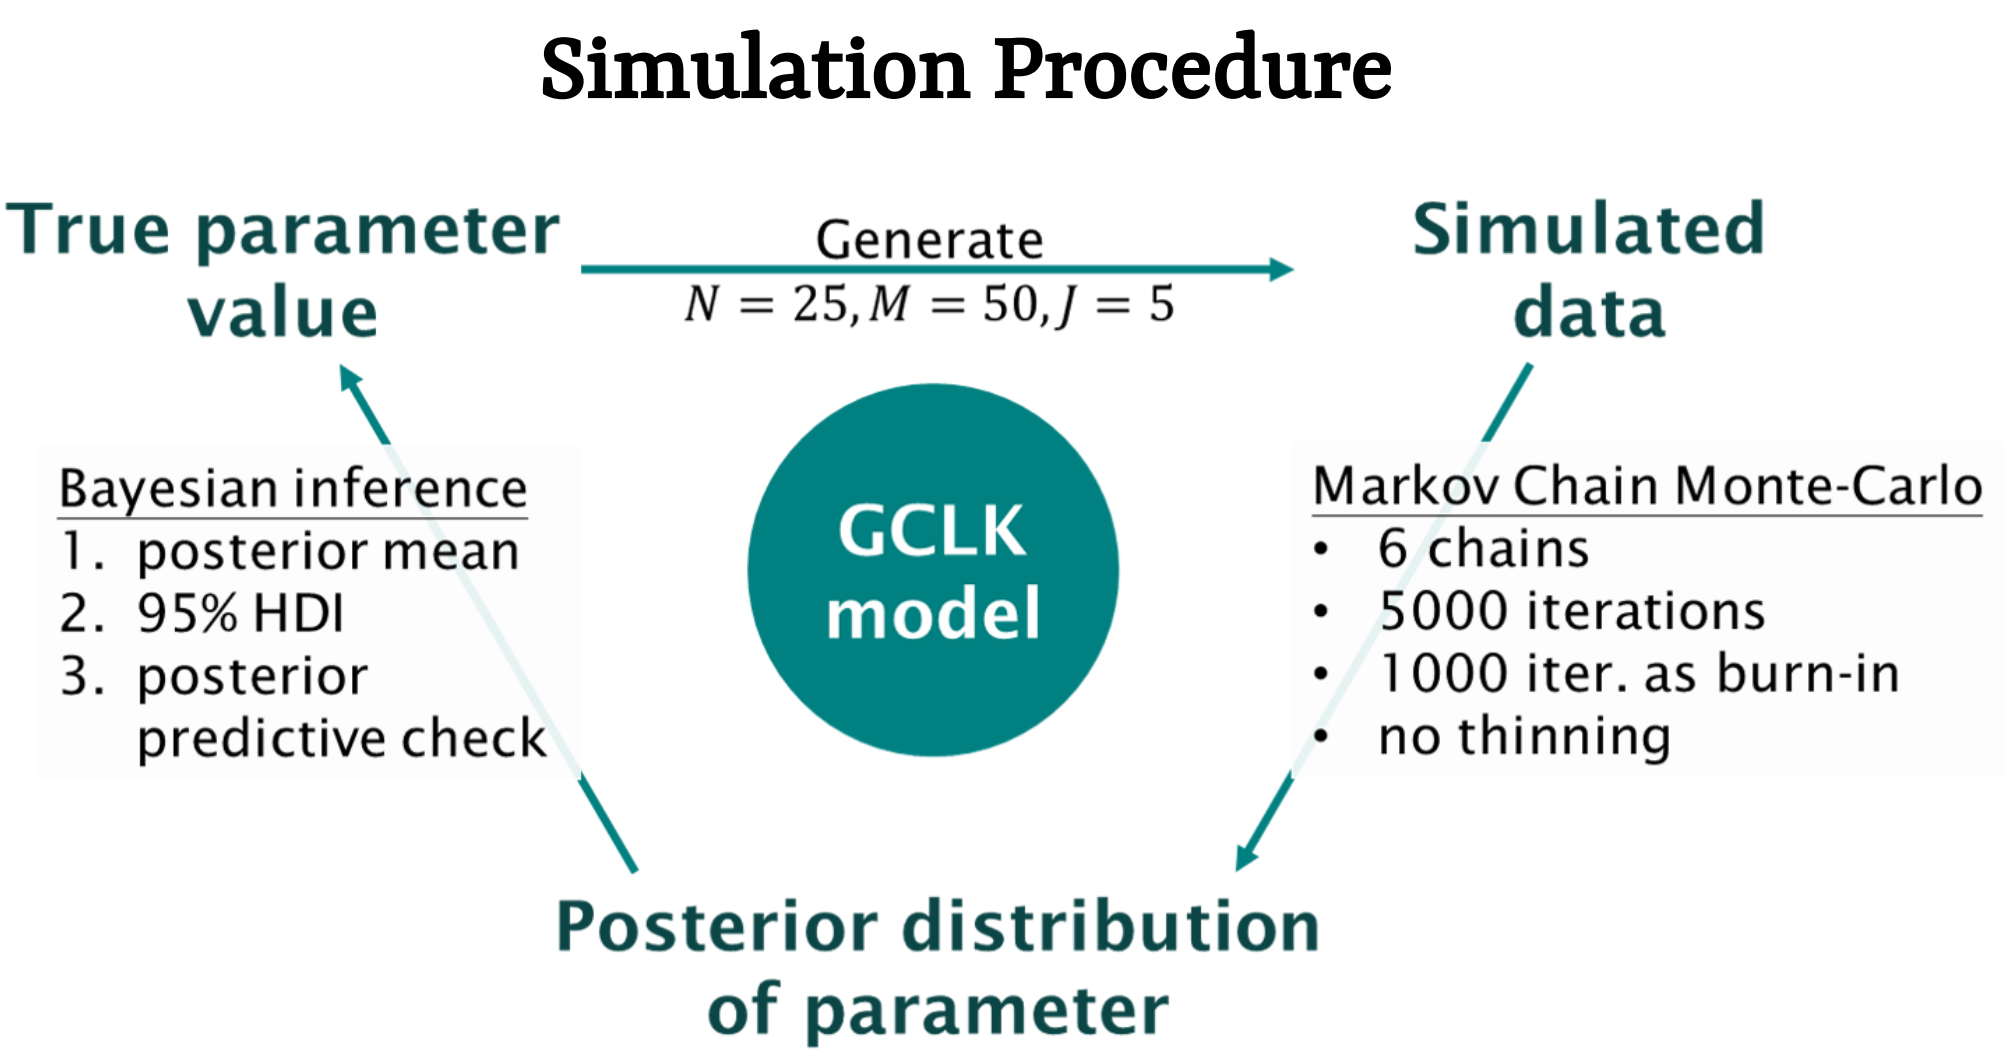 Simulation Procedure
True parameter
value
Generate
N = 25, M = 50, J = 5
Simulated
data
GCLK
model
Bayesian inference
1. posterior mean
2. 95% HDI
3. posterior
predictive check
Markov Chain Monte-Carlo
• 6 chains
• 5000 iterations
• 1000 iter. as burn-in
• no thinning
Posterior distribution
of parameter